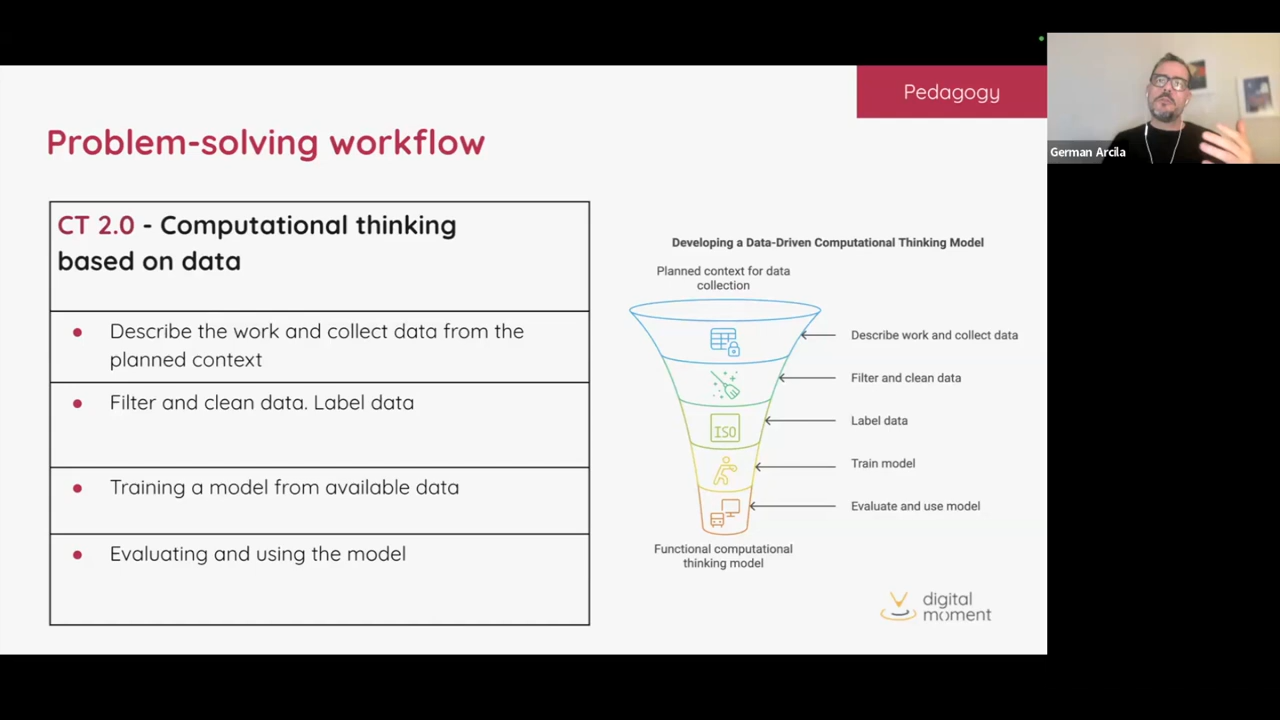 Pedagogy
German Arcila
Problem-solving workflow
CT 2.0 - Computational thinking
based on data
● Describe the work and collect data from the
planned context
● Filter and clean data. Label data
● Training a model from available data
● Evaluating and using the model
Developing a Data-Driven Computational Thinking Model
Planned context for data
collection
Describe work and collect data
Filter and clean data
ISO
Label data
Train model
Evaluate and use model
Functional computational
thinking model
digital
moment